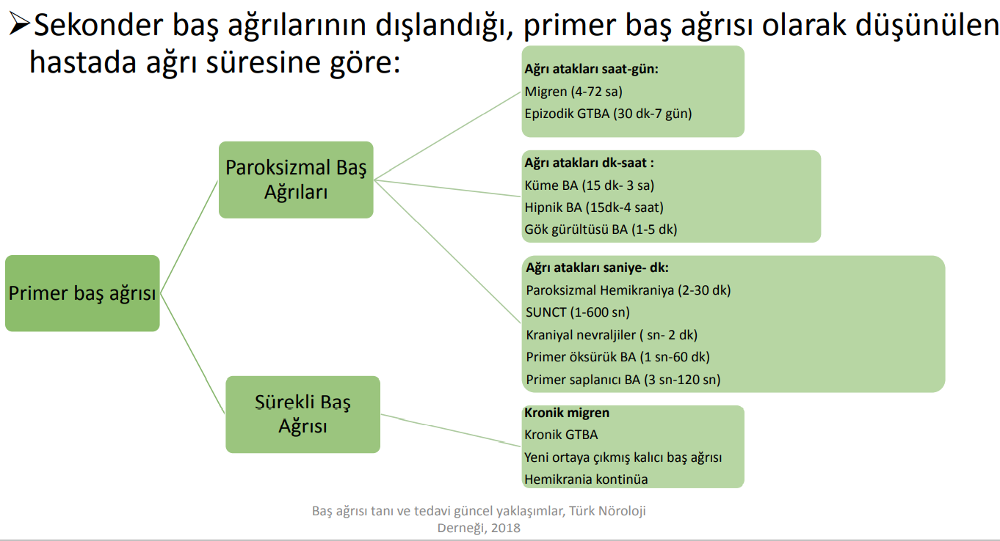 ➢Sekonder baş ağrılarının dışlandığı, primer baş ağrısı olarak düşünülen
hastada ağrı süresine göre:
Primer baş ağrısı
Paroksizmal Baş
Ağrıları
Ağrı atakları saat-gün:
Migren (4-72 sa)
Epizodik GTBA (30 dk-7 gün)
Ağrı atakları dk-saat :
Küme BA (15 dk- 3 sa)
Hipnik BA (15dk-4 saat)
Gök gürültüsü BA (1-5 dk)
Ağrı atakları saniye- dk:
Paroksizmal Hemikraniya (2-30 dk)
SUNCT (1-600 sn)
Kraniyal nevraljiler ( sn- 2 dk)
Primer öksürük BA (1 sn-60 dk)
Primer saplanıcı BA (3 sn-120 sn)
Sürekli Baş
Ağrısı
Kronik migren
Kronik GTBA
Yeni ortaya çıkmış kalıcı baş ağrısı
Hemikrania kontinüa
Baş ağrısı tanı ve tedavi güncel yaklaşımlar, Türk Nöroloji
Derneği, 2018